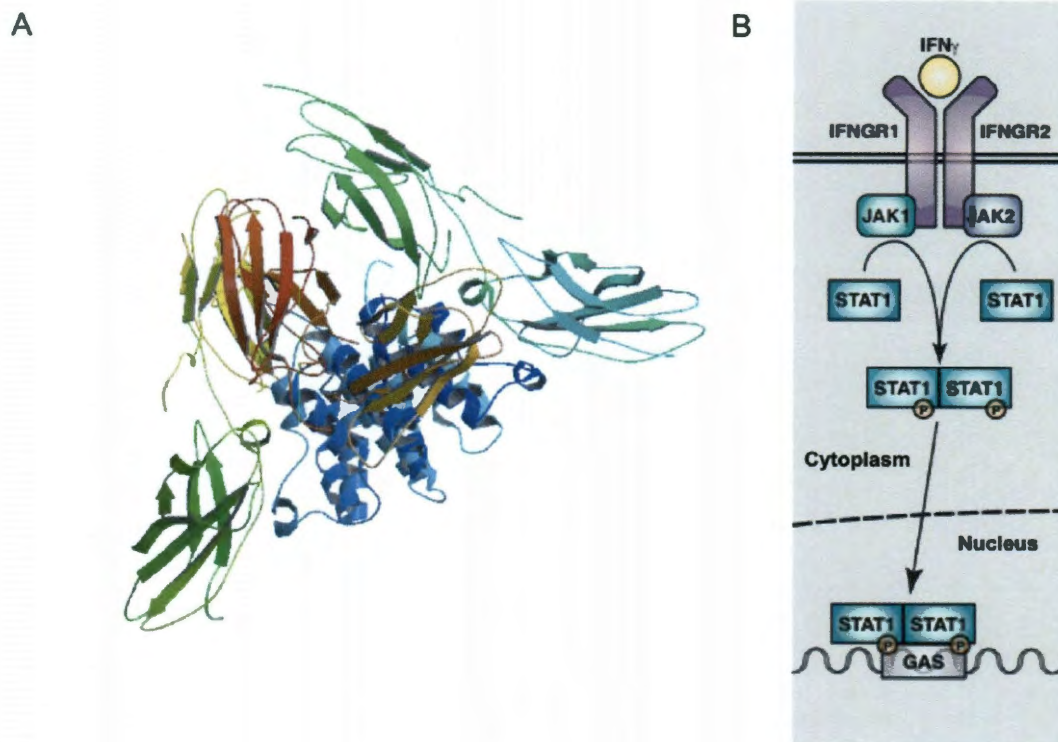 A
B
IFNγ
IFNGR1 IFNGR2
JAK1 JAK2
STAT1 STAT1
STAT1 STAT1
P P
Cytoplasm
Nucleus
STAT1 STAT1
P P
GAS